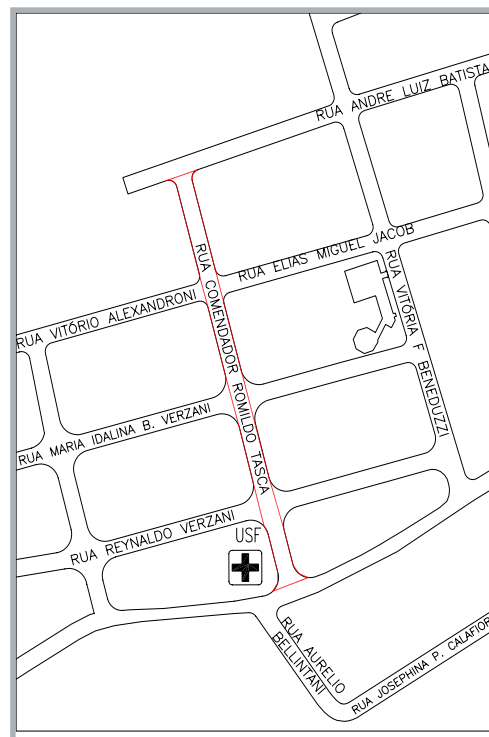 RUA ANDRE LUIZ BATISTA
RUA ELIAS MIGUEL JACOB
RUA COMENDADOR ROMILDO TASCA
RUA VITÓRIA F BENEDUZZI
RUA VITÓRIO ALEXANDRONI
RUA MARIA IDALINA B. VERZANI
RUA REYNALDO VERZANI
USF
RUA AURELIO
BELLINTANI
RUA JOSEPHINA P. CALAFIOR